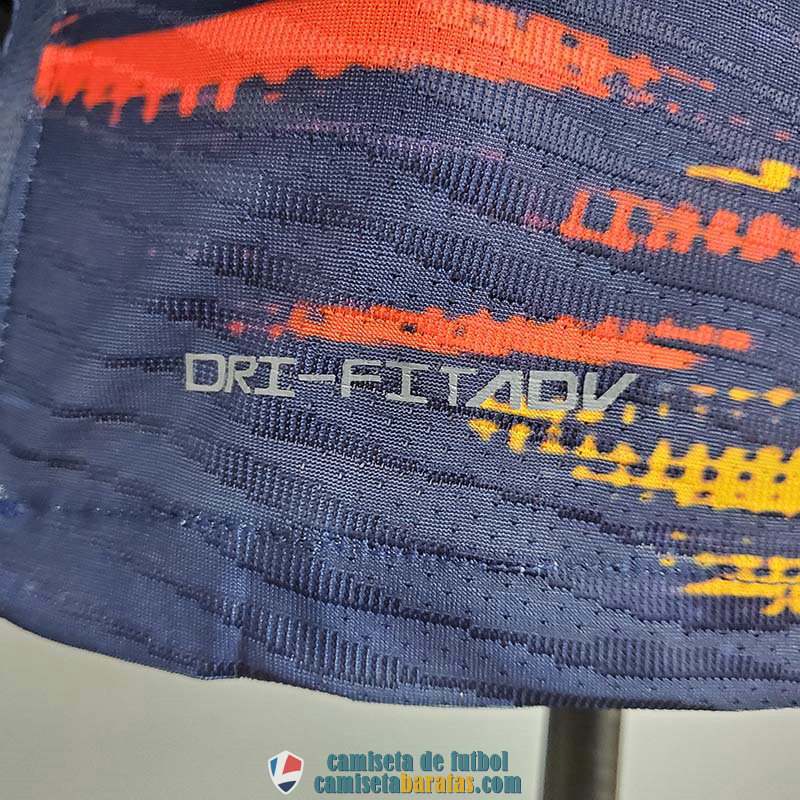 DRI-FITADV
camiseta de futbol
camisetabaratas.com